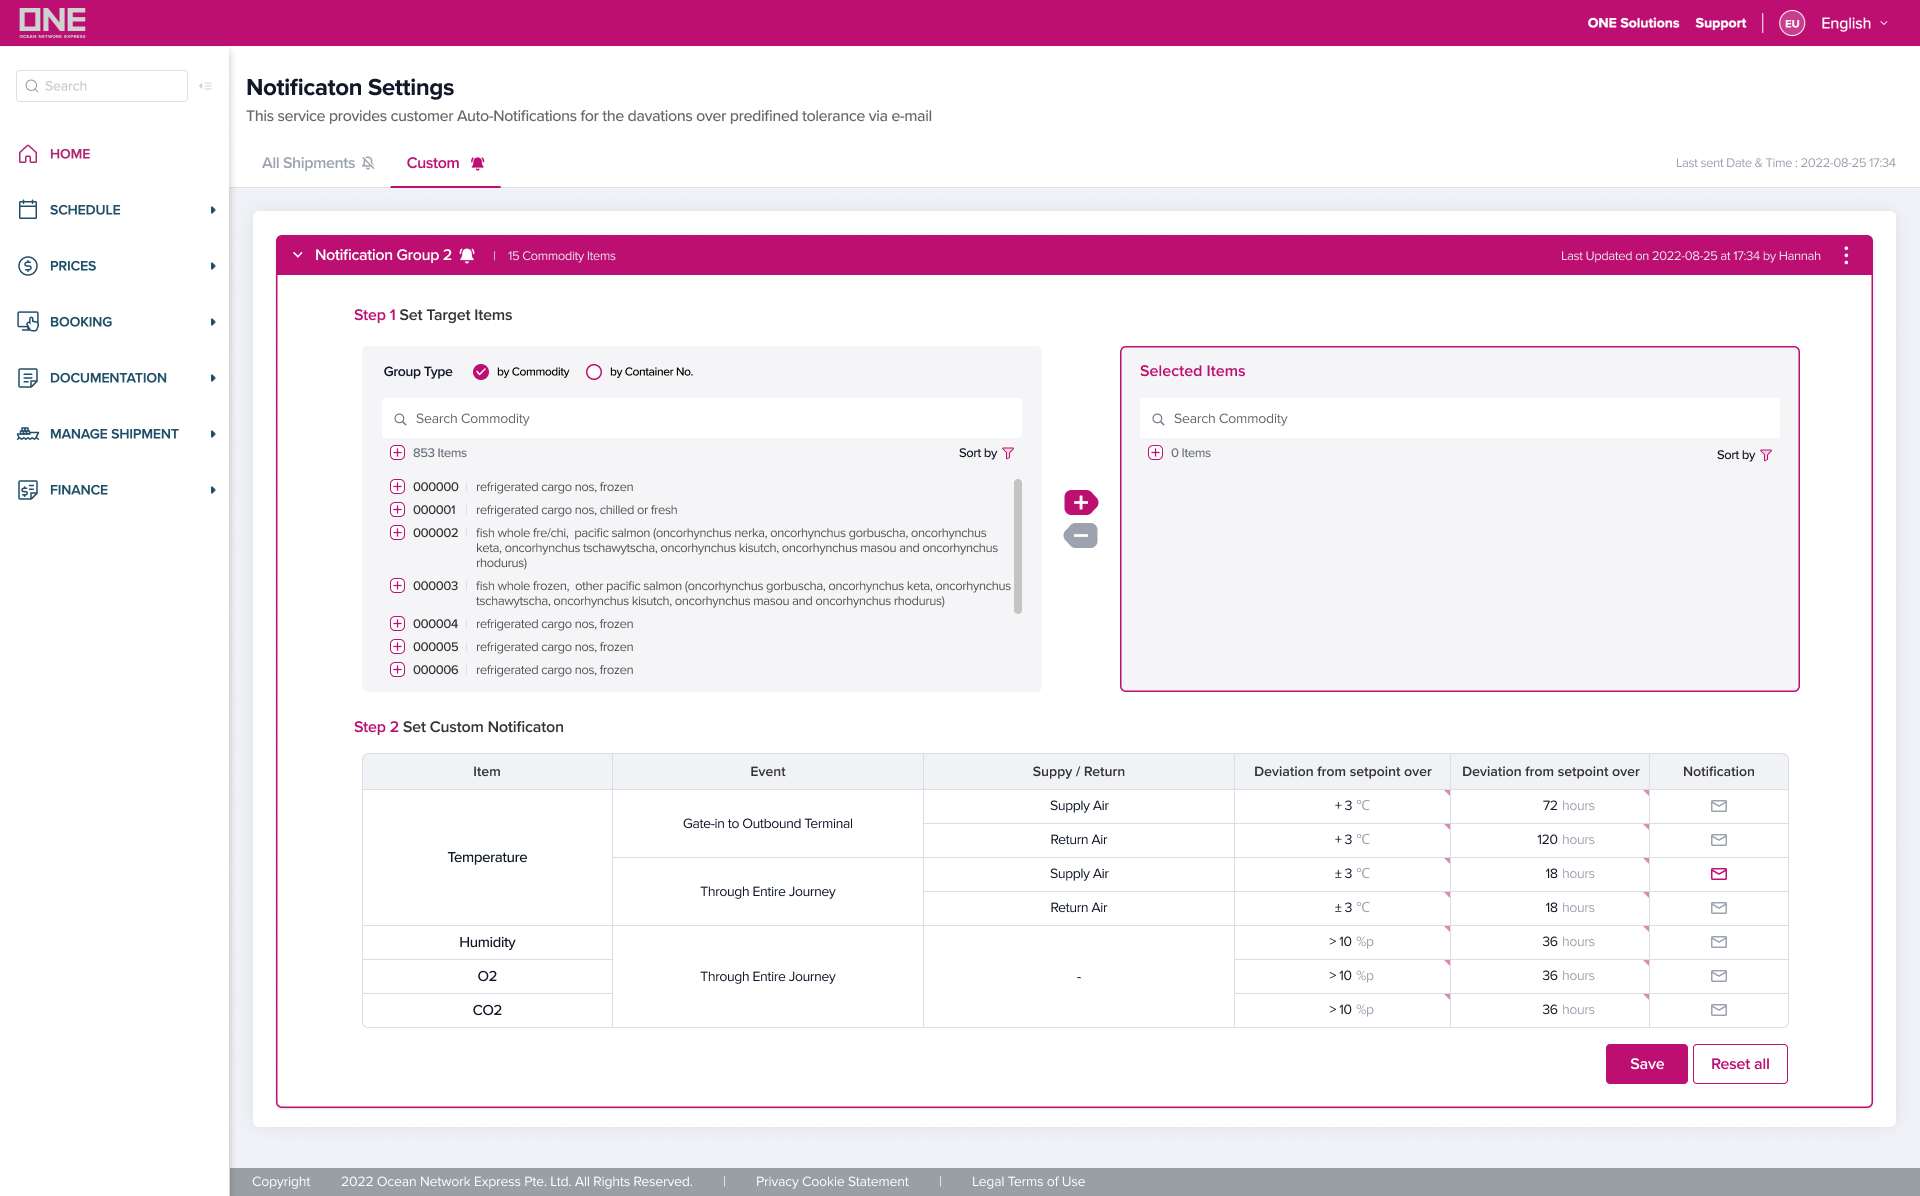 ONE
OCEAN NETWORK EXPRESS
ONE Solutions
Support
EU
English
Search
HOME
SCHEDULE
PRICES
BOOKING
DOCUMENTATION
MANAGE SHIPMENT
FINANCE
Notificaton Settings
This service provides customer Auto-Notifications for the davations over predifined tolerance via e-mail
All Shipments
Custom
Last sent Date & Time : 2022-08-25 17:34
Notification Group 2 | 15 Commodity Items
Last Updated on 2022-08-25 at 17:34 by Hannah
Step 1 Set Target Items
Group Type
by Commodity
by Container No.
Search Commodity
853 Items
Sort by
000000 refrigerated cargo nos, frozen
000001 refrigerated cargo nos, chilled or fresh
000002 fish whole fre/chi, pacific salmon (oncorhynchus nerka, oncorhynchus gorbuscha, oncorhynchus
keta, oncorhynchus tschawytscha, oncorhynchus kisutch, oncorhynchus masou and oncorhynchus
rhodurus)
000003 fish whole frozen, other pacific salmon (oncorhynchus gorbuscha, oncorhynchus keta, oncorhynchus
tschawytscha, oncorhynchus kisutch, oncorhynchus masou and oncorhynchus rhodurus)
000004 refrigerated cargo nos, frozen
000005 refrigerated cargo nos, frozen
000006 refrigerated cargo nos, frozen
Selected Items
Search Commodity
0 Items
Sort by
Step 2 Set Custom Notificaton
Item Event Suppy / Return Deviation from setpoint over Deviation from setpoint over Notification
Temperature
Gate-in to Outbound Terminal
Supply Air + 3 °C 72 hours
Return Air + 3 °C 120 hours
Through Entire Journey
Supply Air ± 3 °C 18 hours
Return Air ± 3 °C 18 hours
Humidity > 10 %p 36 hours
O2 Through Entire Journey - > 10 %p 36 hours
CO2 > 10 %p 36 hours
Save
Reset all
Copyright 2022 Ocean Network Express Pte. Ltd. All Rights Reserved. | Privacy Cookie Statement | Legal Terms of Use